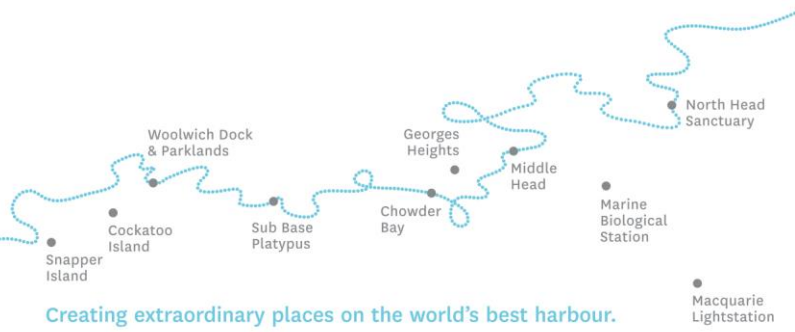 North Head
Sanctuary
Woolwich Dock
& Parklands
Georges
Heights
Middle
Head
Marine
Biological
Station
Chowder
Bay
Sub Base
Platypus
Cockatoo
Island
Snapper
Island
Macquarie
Lightstation
Creating extraordinary places on the world's best harbour.